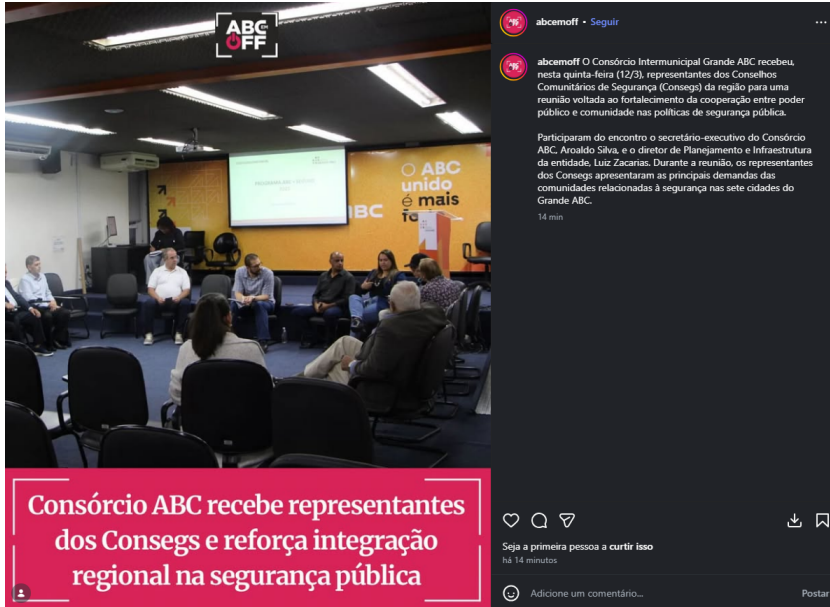 ABC EM
OFF
O ABC
unido
é mais
BC
Consórcio ABC recebe representantes
dos Consegs e reforça integração
regional na segurança pública
abcemoff • Seguir
abcemoff O Consórcio Intermunicipal Grande ABC recebeu,
nesta quinta-feira (12/3), representantes dos Conselhos
Comunitários de Segurança (Consegs) da região para uma
reunião voltada ao fortalecimento da cooperação entre poder
público e comunidade nas políticas de segurança pública.
Participaram do encontro o secretário-executivo do Consórcio
ABC, Aroaldo Silva, e o diretor de Planejamento e Infraestrutura
da entidade, Luiz Zacarias. Durante a reunião, os representantes
dos Consegs apresentaram as principais demandas das
comunidades relacionadas à segurança nas sete cidades do
Grande ABC.
14 min
Seja a primeira pessoa a curtir isso
há 14 minutos
Adicione um comentário...
Postar